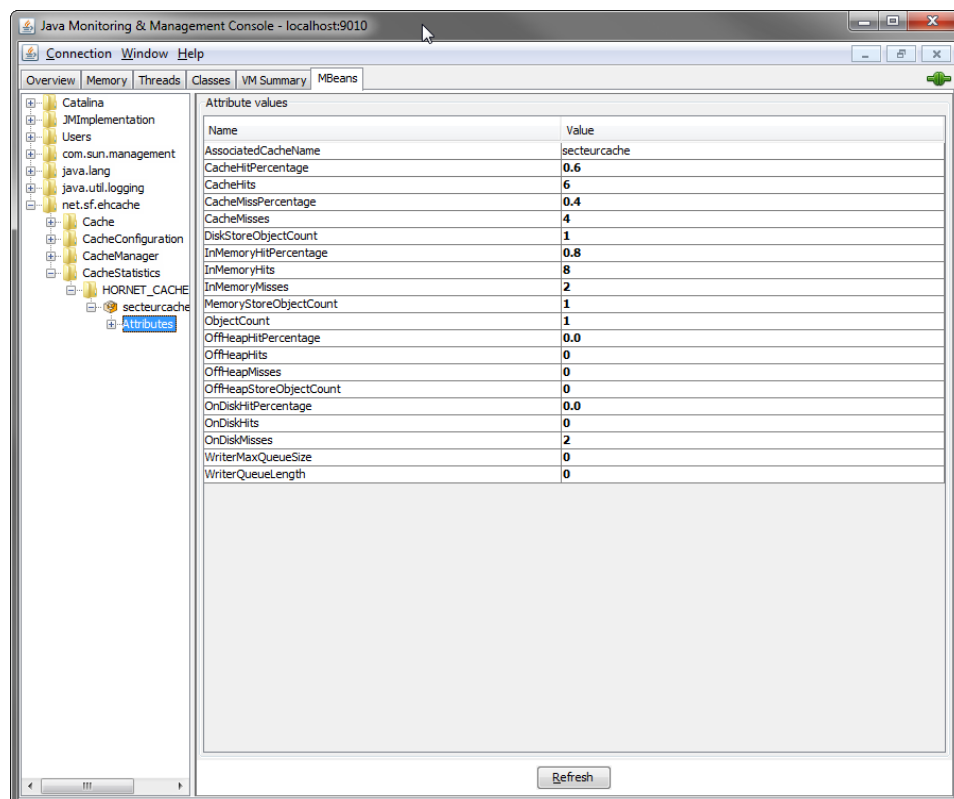 Java Monitoring & Management Console - localhost:9010
Connection Window Help
Overview Memory Threads Classes VM Summary MBeans
Catalina
JMImplementation
Users
com.sun.management
java.lang
java.util.logging
net.sf.ehcache
Cache
CacheConfiguration
CacheManager
CacheStatistics
HORNET_CACHE
secteurcache
Attributes
Attribute values
Name Value
AssociatedCacheName secteurcache
CacheHitPercentage 0.6
CacheHits 6
CacheMissPercentage 0.4
CacheMisses 4
DiskStoreObjectCount 1
InMemoryHitPercentage 0.8
InMemoryHits 8
InMemoryMisses 2
MemoryStoreObjectCount 1
ObjectCount 1
OffHeapHitPercentage 0.0
OffHeapHits 0
OffHeapMisses 0
OffHeapStoreObjectCount 0
OnDiskHitPercentage 0.0
OnDiskHits 0
OnDiskMisses 2
WriterMaxQueueSize 0
WriterQueueLength 0
Refresh